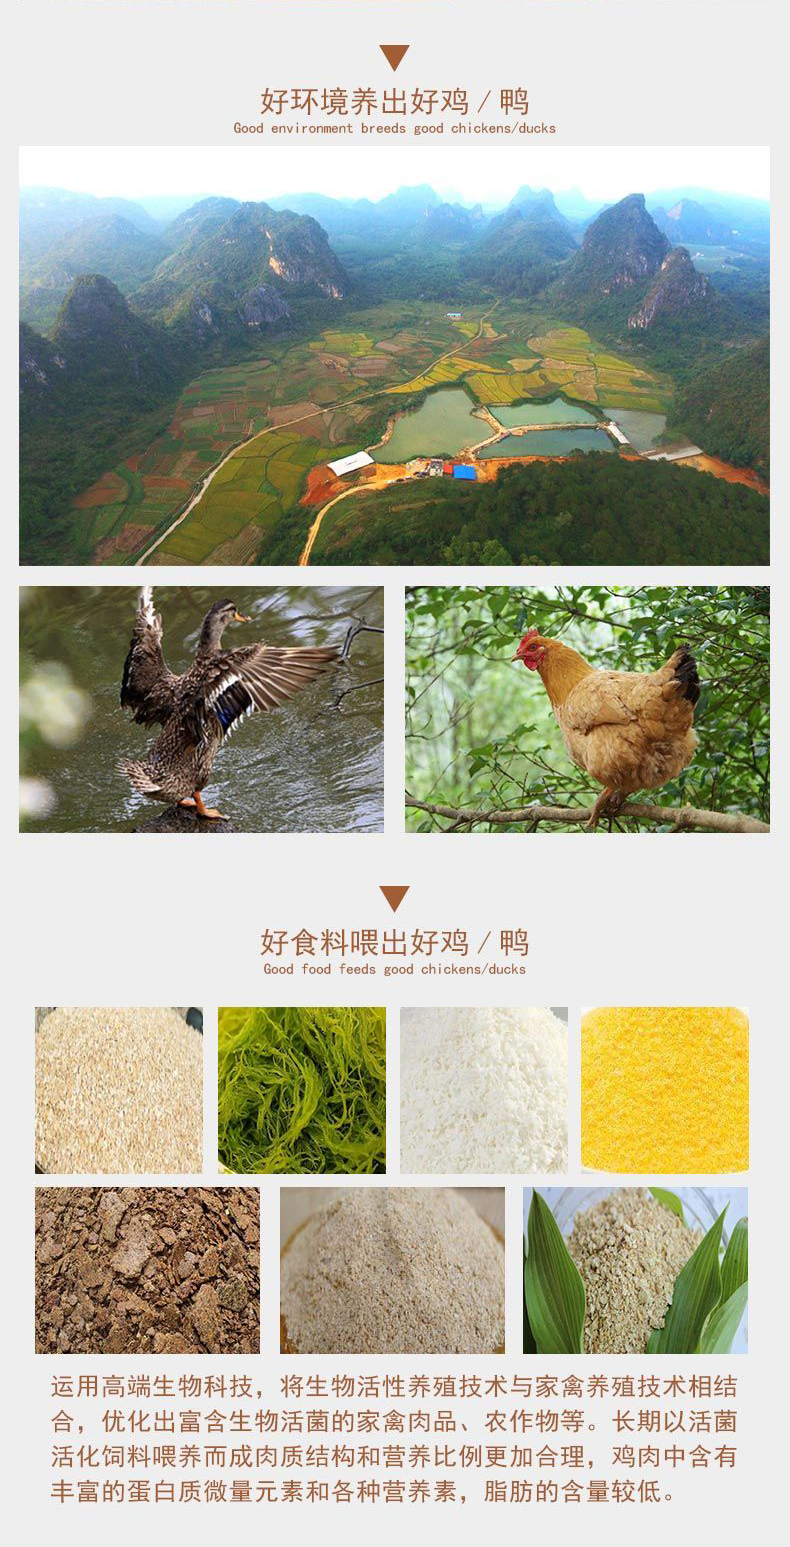 好环境养出好鸡/鸭
Good environment breeds good chickens/ducks
好食料喂出好鸡/鸭
Good food feeds good chickens/ducks
运用高端生物科技，将生物活性养殖技术与家禽养殖技术相结
合，优化出富含生物活菌的家禽肉品、农作物等。长期以活菌
活化饲料喂养而成肉质结构和营养比例更加合理，鸡肉中含有
丰富的蛋白质微量元素和各种营养素，脂肪的含量较低。